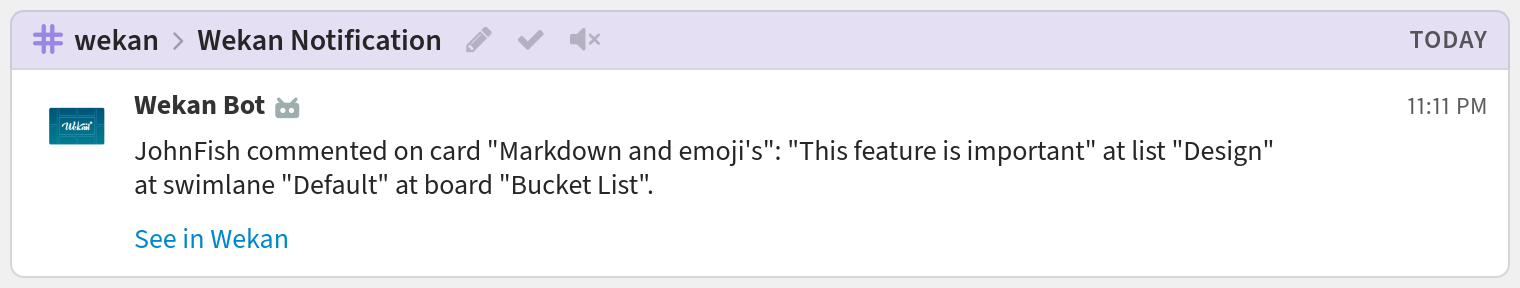 # wekan > Wekan Notification TODAY
Wekan
Wekan Bot 11:11 PM
JohnFish commented on card "Markdown and emoji's": "This feature is important" at list "Design"
at swimlane "Default" at board "Bucket List".
See in Wekan